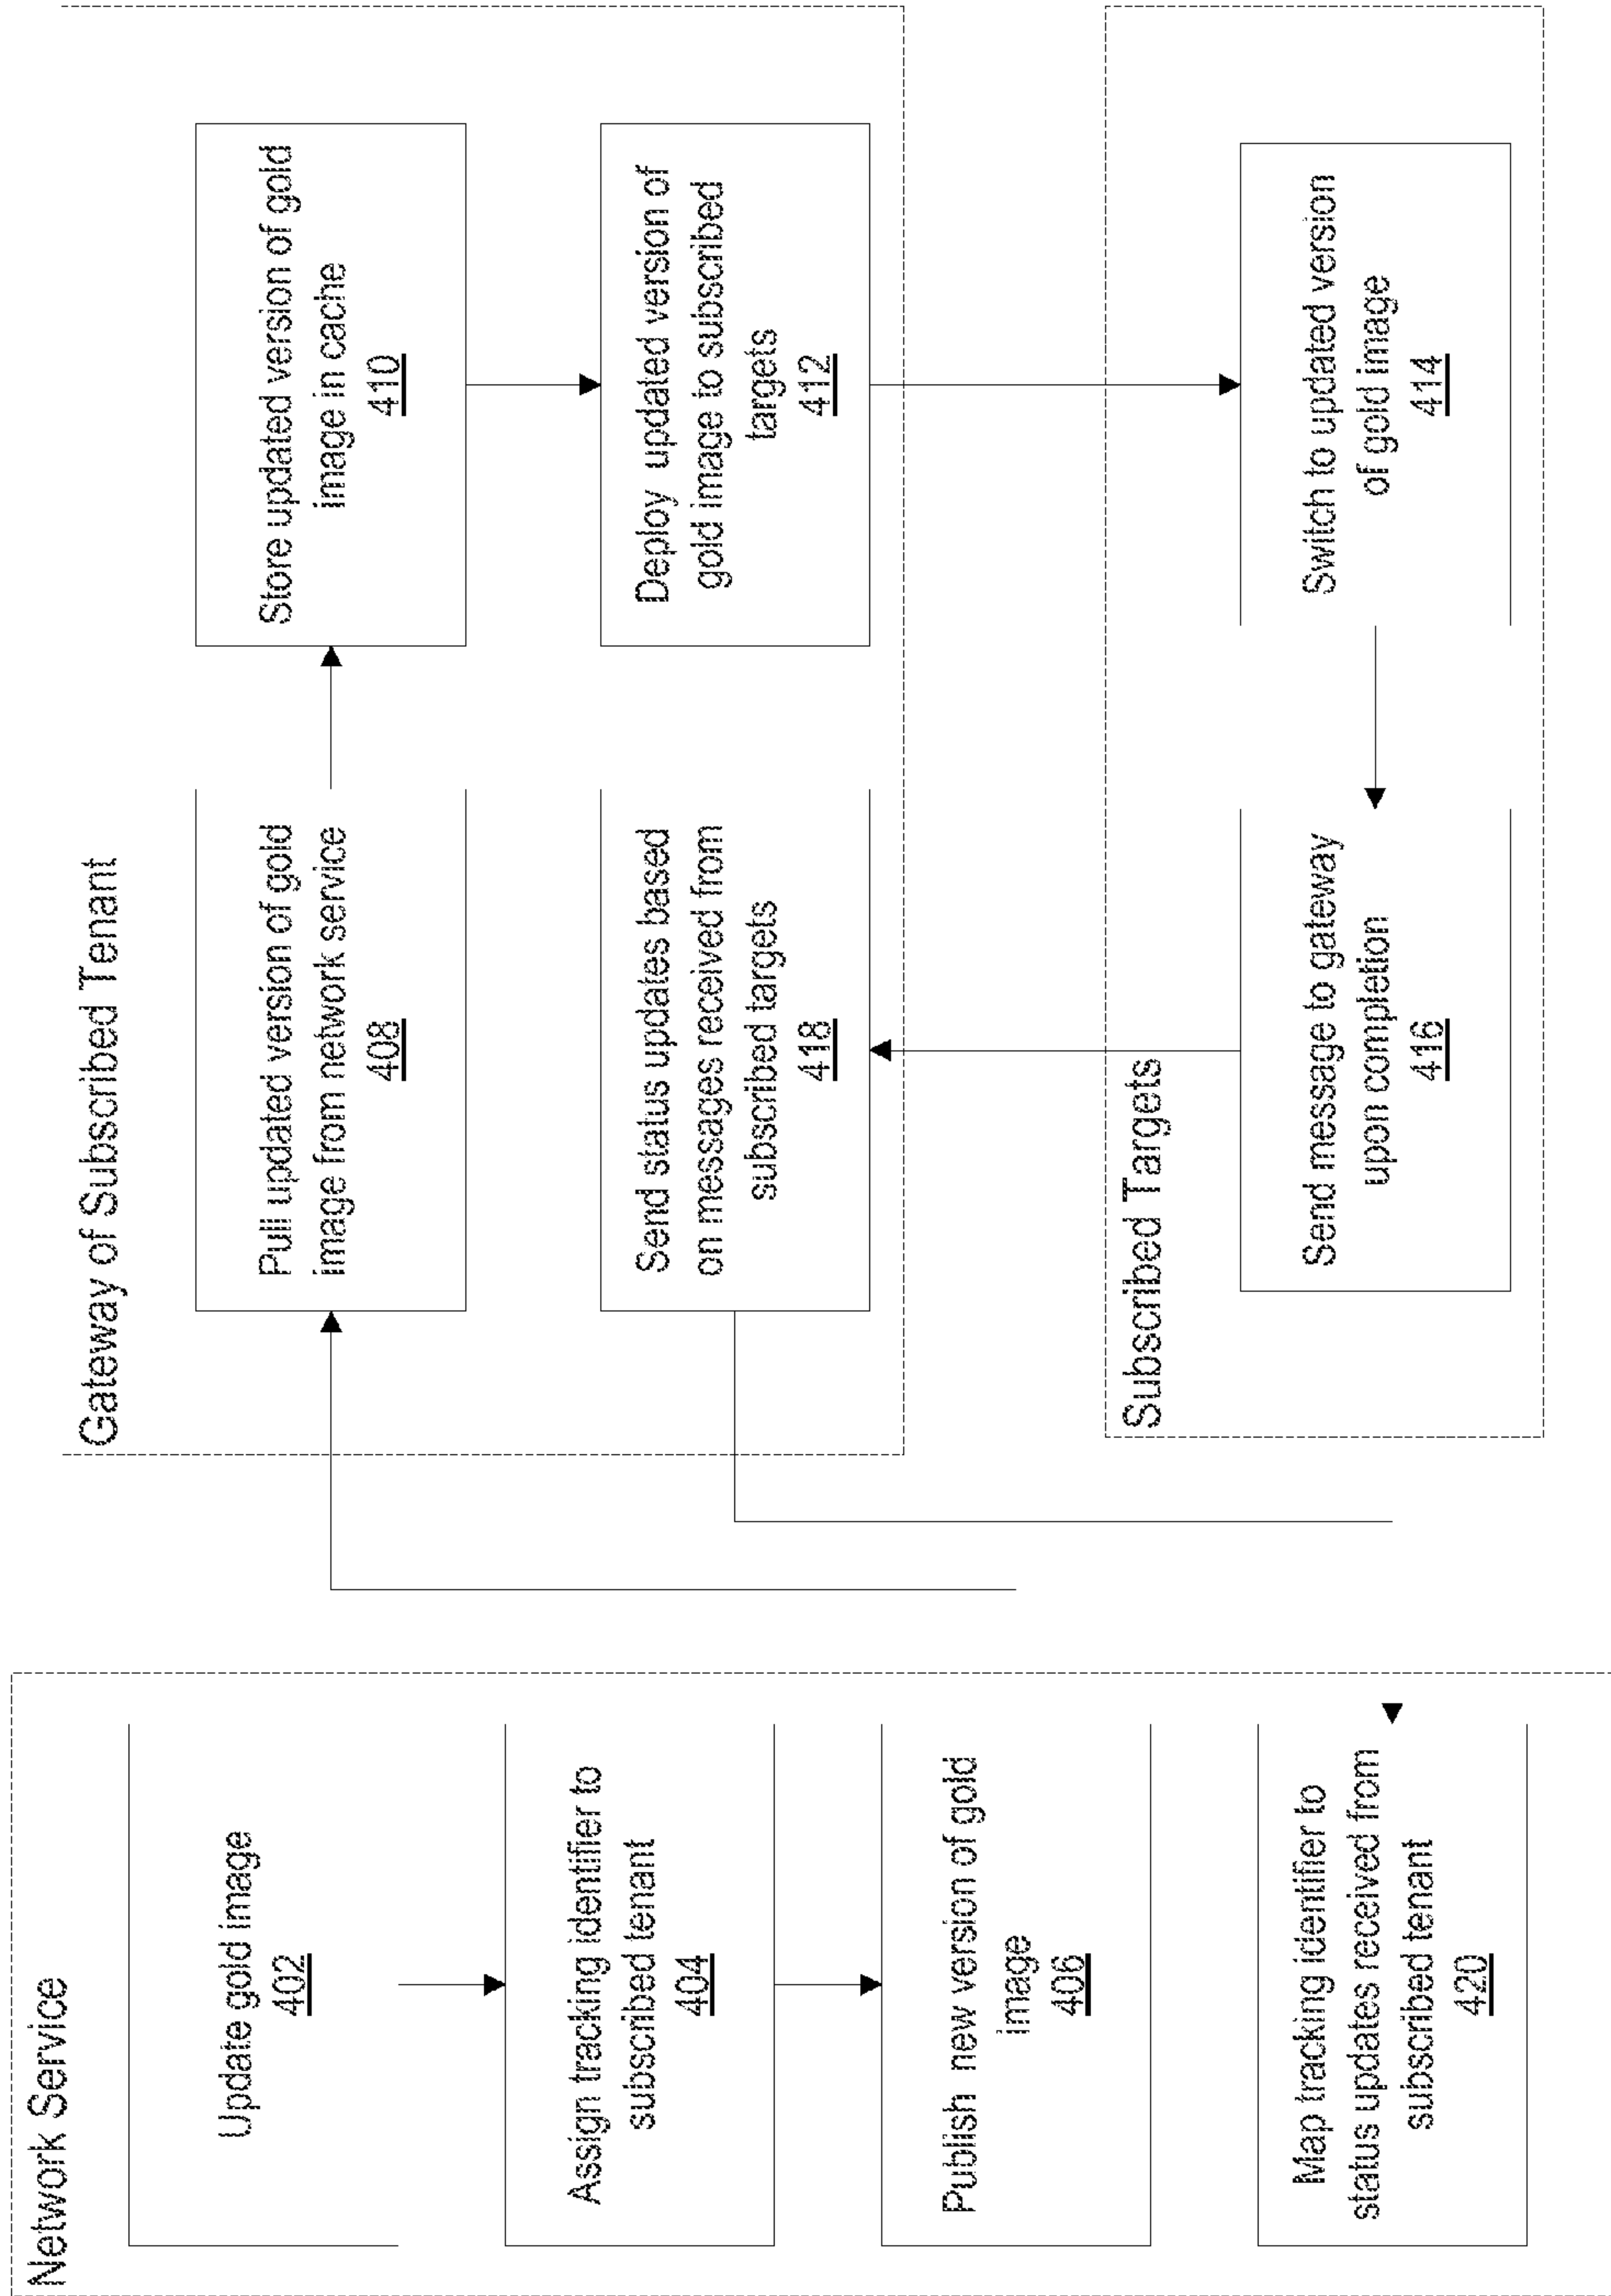 Network Service
Update gold image
402
Assign tracking identifier to
subscribed tenant
404
Publish new version of gold
image
406
Map tracking identifier to
status updates received from
subscribed tenant
420
Gateway of Subscribed Tenant
Pull updated version of gold
image from network service
408
Store updated version of gold
image in cache
410
Send status updates based
on messages received from
subscribed targets
418
Deploy updated version of
gold image to subscribed
targets
412
Subscribed Targets
Send message to gateway
upon completion
416
Switch to updated version
of gold image
414